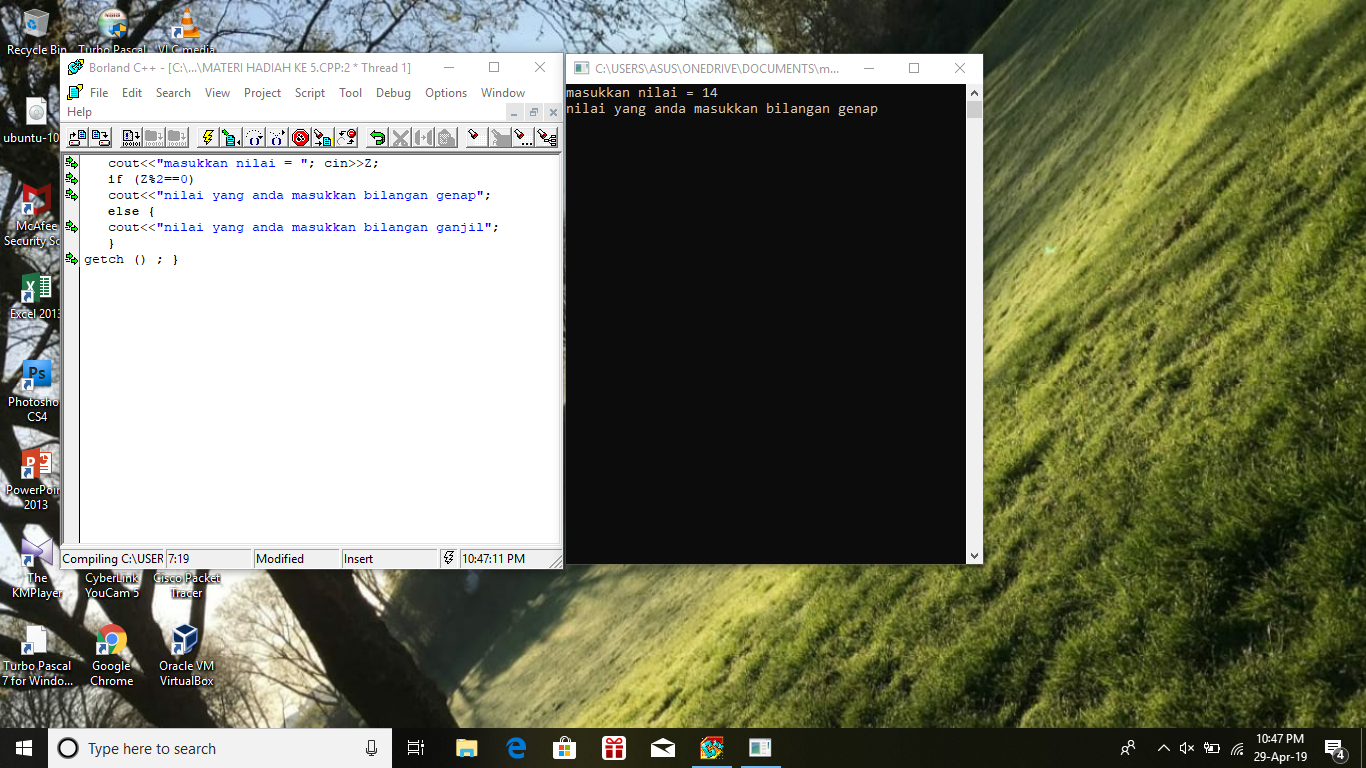 Recycle Bin
Turbo Pascal
VLC media
ubuntu-10
McAfee
Security Sc
Excel 2013
Ps
Photosho
CS4
PowerPoin
2013
The
KMPlayer
CyberLink
YouCam 5
Cisco Packet
Tracer
Turbo Pascal
7 for Windo...
Google
Chrome
Oracle VM
VirtualBox
Borland C++ - [C:\...\MATERI HADIAH KE 5.CPP:2 * Thread 1]
File Edit Search View Project Script Tool Debug Options Window
Help
cout<<"masukkan nilai = "; cin>>Z;
if (Z%2==0)
cout<<"nilai yang anda masukkan bilangan genap";
else {
cout<<"nilai yang anda masukkan bilangan ganjil";
}
getch () ; }
Compiling C:\USER 7:19 Modified Insert 10:47:11 PM
C:\USERS\ASUS\ONEDRIVE\DOCUMENTS\m...
masukkan nilai = 14
nilai yang anda masukkan bilangan genap
Type here to search
10:47 PM
29-Apr-19
4